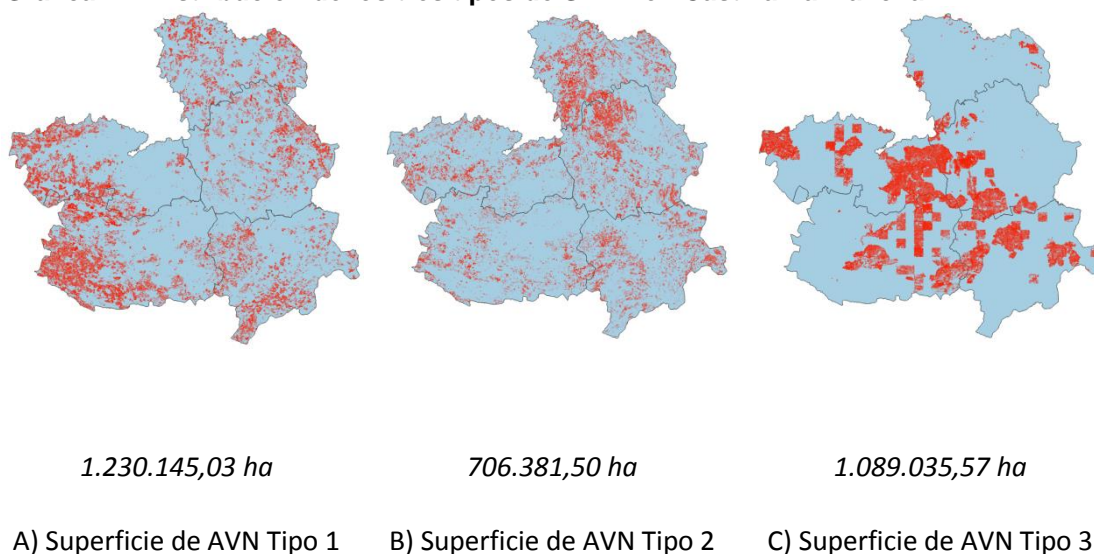 1.230.145,03 ha 706.381,50 ha 1.089.035,57 ha
A) Superficie de AVN Tipo 1 B) Superficie de AVN Tipo 2 C) Superficie de AVN Tipo 3